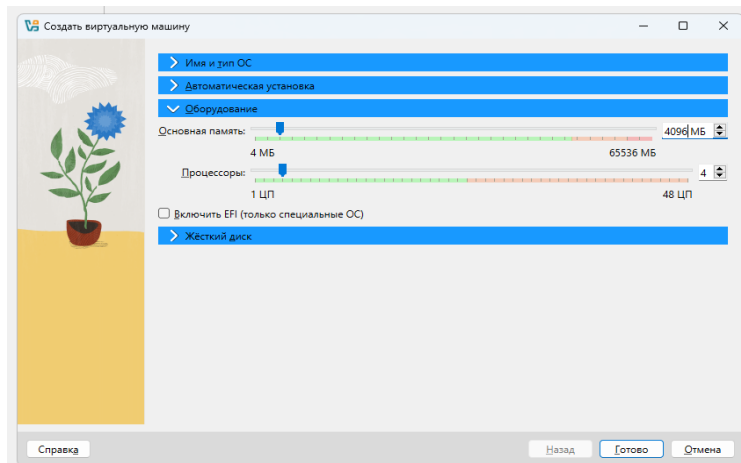 Создать виртуальную машину
Имя и тип ОС
Автоматическая установка
Оборудование
Основная память: 4096 МБ
4 МБ 65536 МБ
Процессоры: 4
1 ЦП 48 ЦП
Включить EFI (только специальные ОС)
Жёсткий диск
Справка Назад Готово Отмена